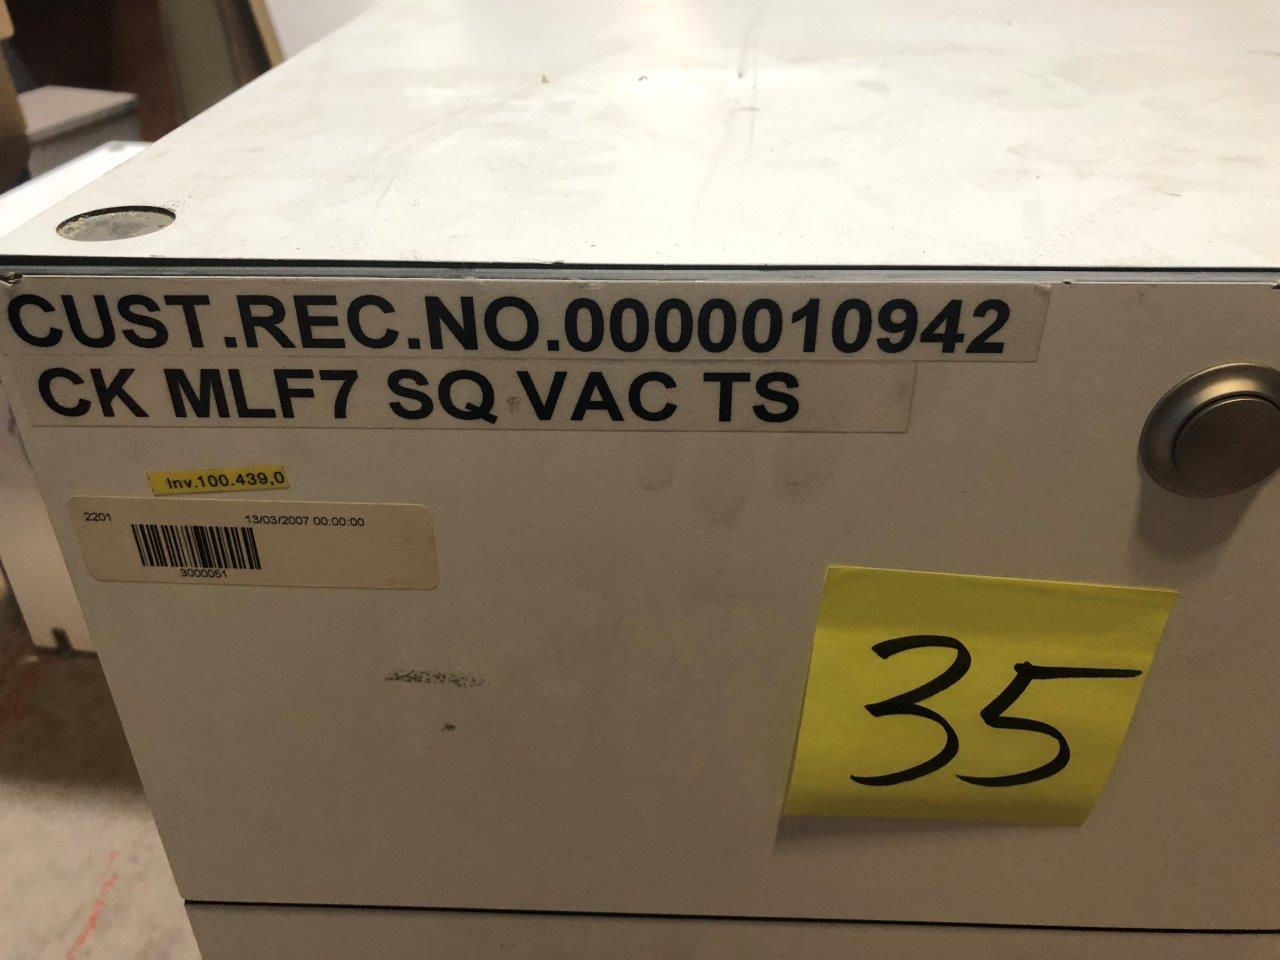 CUST.REC.NO.0000010942
CK MLF7 SQ VAC TS
Inv.100.439,0
2201 13/03/2007 00:00:00
3000051
35